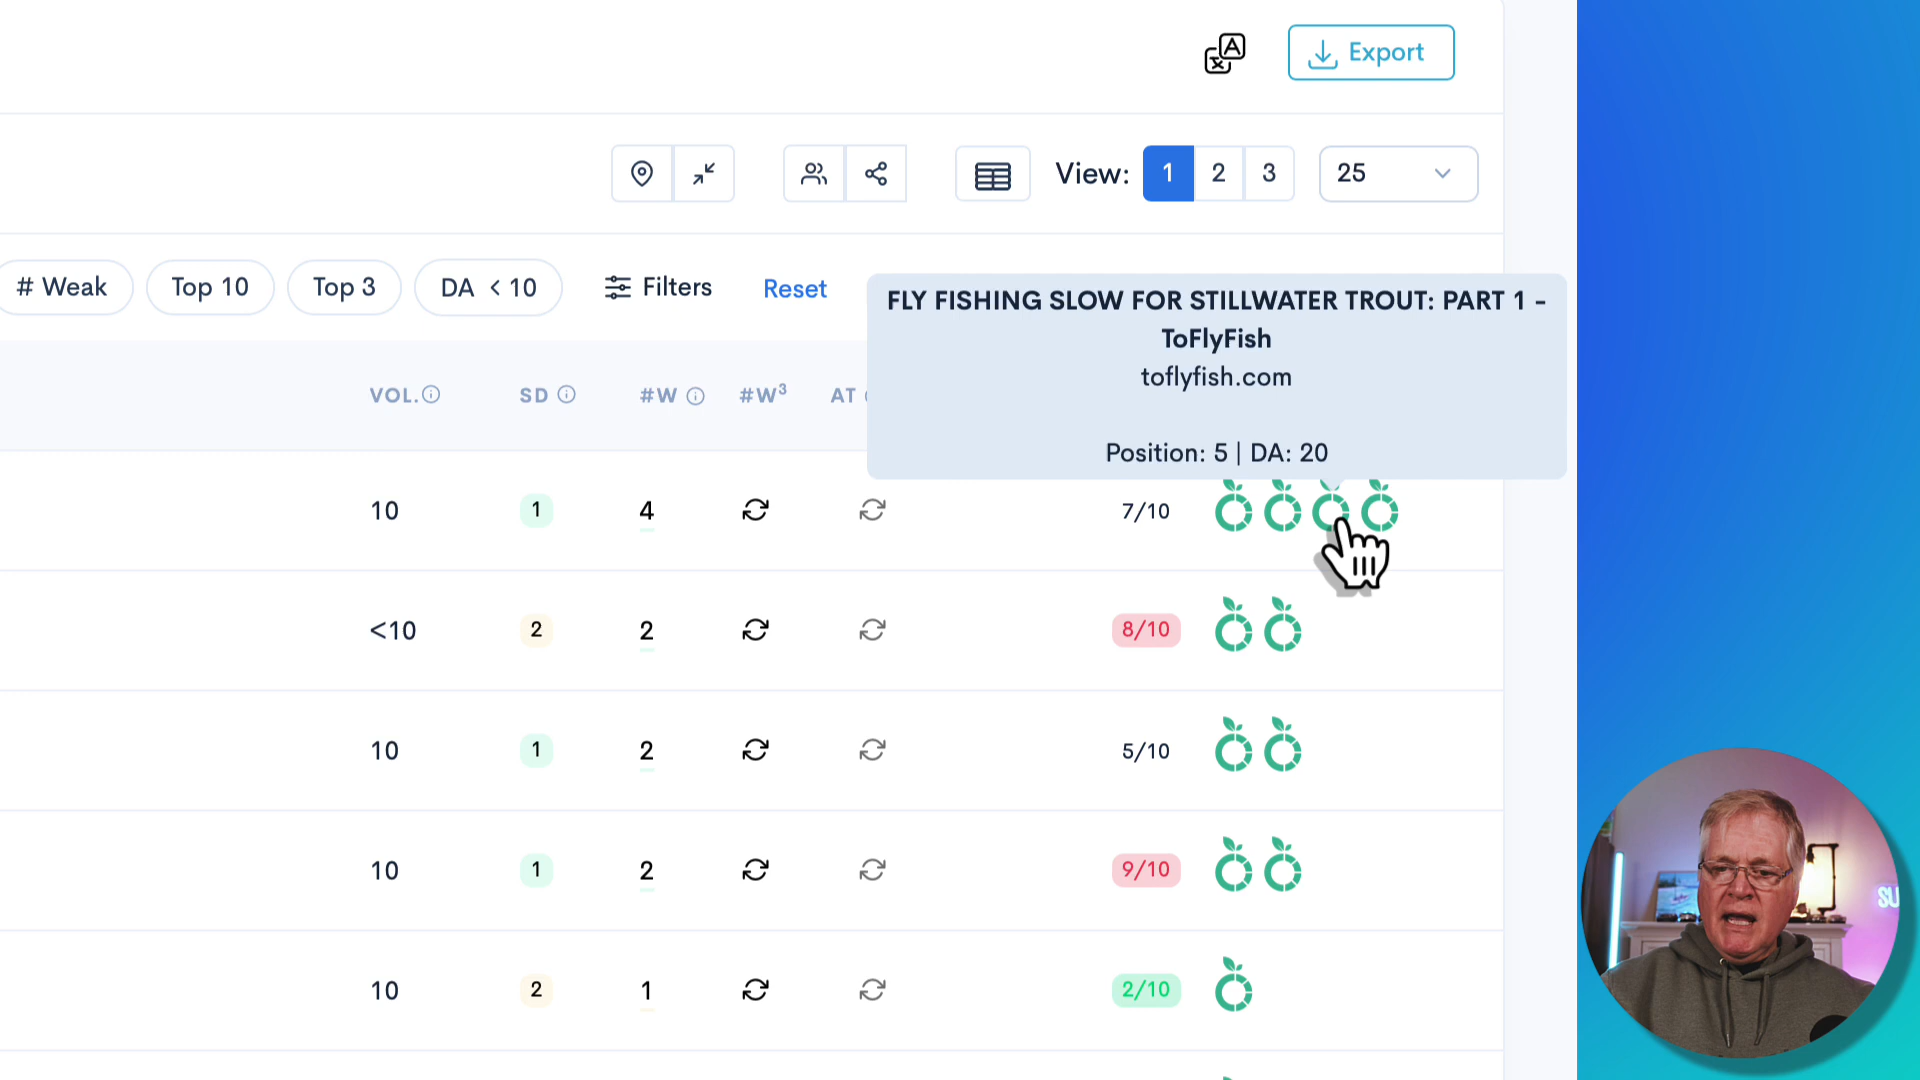 Export
View: 1 2 3 25
# Weak Top 10 Top 3 DA < 10 Filters Reset
FLY FISHING SLOW FOR STILLWATER TROUT: PART 1 -
ToFlyFish
toflyfish.com
Position: 5 | DA: 20
VOL. SD #W #W³ AT
10 1 4 7/10
<10 2 2 8/10
10 1 2 5/10
10 1 2 9/10
10 2 1 2/10
SU